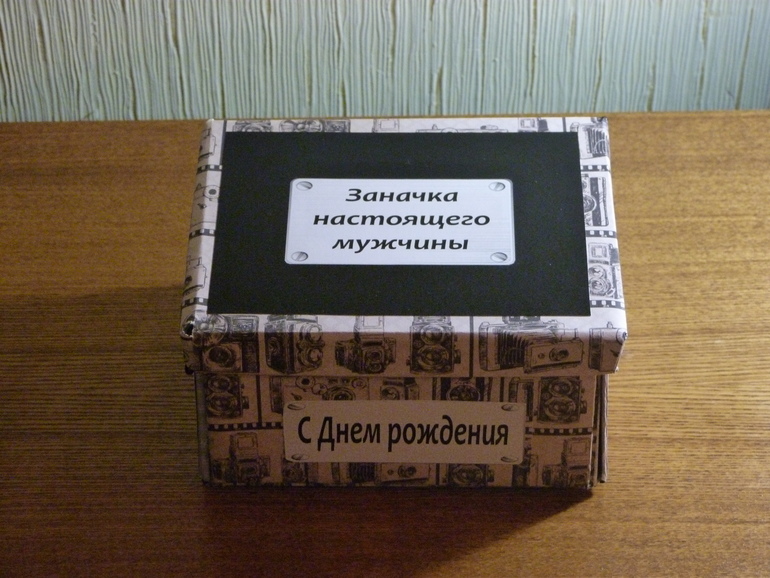 Заначка
настоящего
мужчины
С Днем рождения